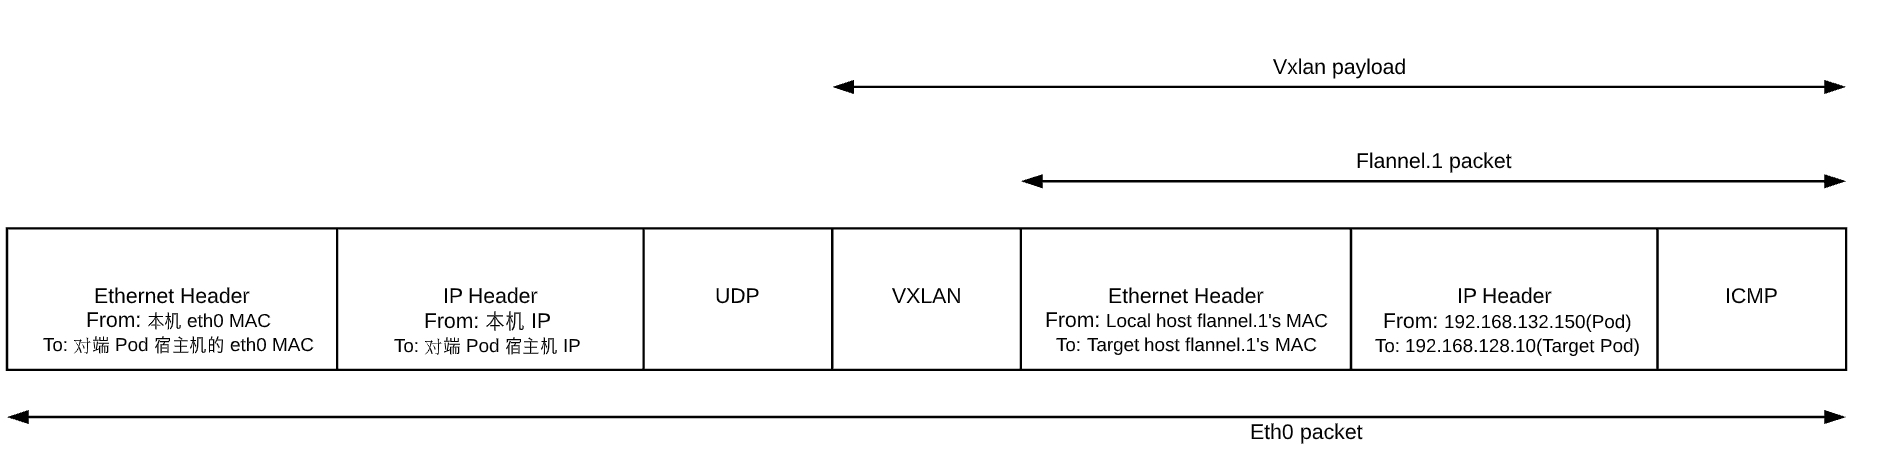 Vxlan payload
Flannel.1 packet
Ethernet Header
From: 本机 eth0 MAC
To: 对端 Pod 宿主机的 eth0 MAC
IP Header
From: 本机 IP
To: 对端 Pod 宿主机 IP
UDP
VXLAN
Ethernet Header
From: Local host flannel.1's MAC
To: Target host flannel.1's MAC
IP Header
From: 192.168.132.150(Pod)
To: 192.168.128.10(Target Pod)
ICMP
Eth0 packet